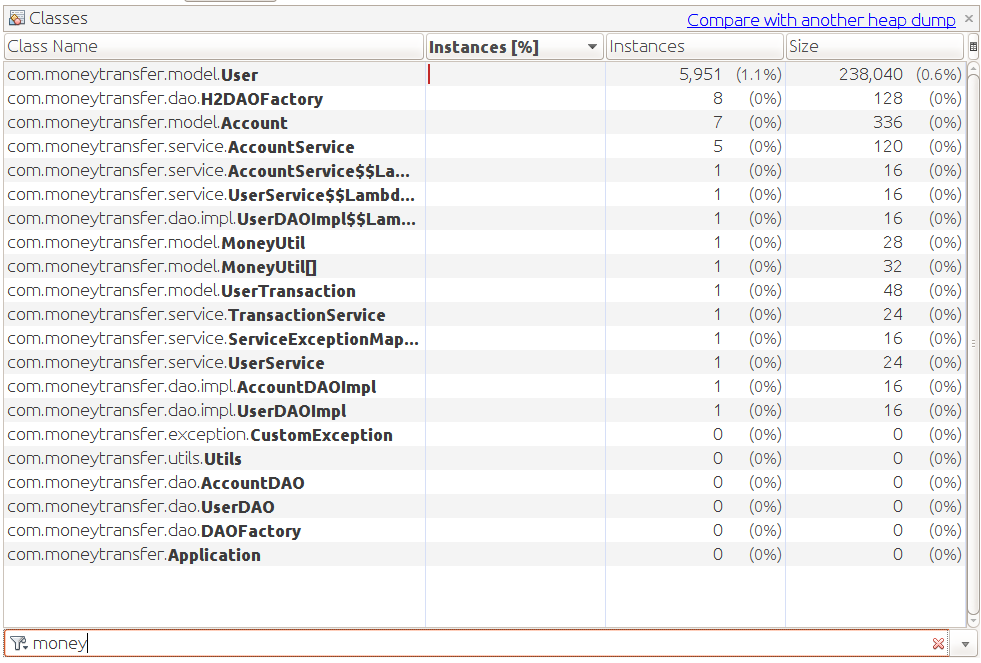 Classes Compare with another heap dump
Class Name Instances [%] Instances Size
com.moneytransfer.model.User 5,951 (1.1%) 238,040 (0.6%)
com.moneytransfer.dao.H2DAOFactory 8 (0%) 128 (0%)
com.moneytransfer.model.Account 7 (0%) 336 (0%)
com.moneytransfer.service.AccountService 5 (0%) 120 (0%)
com.moneytransfer.service.AccountService$$La... 1 (0%) 16 (0%)
com.moneytransfer.service.UserService$$Lambd... 1 (0%) 16 (0%)
com.moneytransfer.dao.impl.UserDAOImpl$$Lam... 1 (0%) 16 (0%)
com.moneytransfer.model.MoneyUtil 1 (0%) 28 (0%)
com.moneytransfer.model.MoneyUtil[] 1 (0%) 32 (0%)
com.moneytransfer.model.UserTransaction 1 (0%) 48 (0%)
com.moneytransfer.service.TransactionService 1 (0%) 24 (0%)
com.moneytransfer.service.ServiceExceptionMap... 1 (0%) 16 (0%)
com.moneytransfer.service.UserService 1 (0%) 24 (0%)
com.moneytransfer.dao.impl.AccountDAOImpl 1 (0%) 16 (0%)
com.moneytransfer.dao.impl.UserDAOImpl 1 (0%) 16 (0%)
com.moneytransfer.exception.CustomException 0 (0%) 0 (0%)
com.moneytransfer.utils.Utils 0 (0%) 0 (0%)
com.moneytransfer.dao.AccountDAO 0 (0%) 0 (0%)
com.moneytransfer.dao.UserDAO 0 (0%) 0 (0%)
com.moneytransfer.dao.DAOFactory 0 (0%) 0 (0%)
com.moneytransfer.Application 0 (0%) 0 (0%)
money